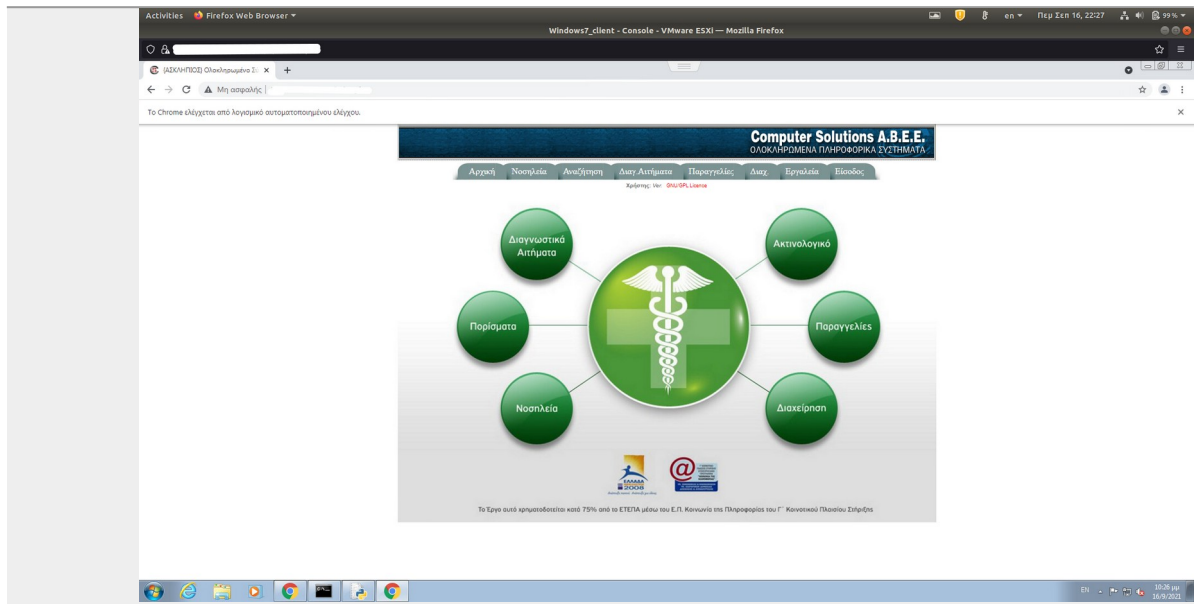 Activities Firefox Web Browser en Πεμ Σεπ 16, 22:27 99 %
Windows7_client - Console - VMware ESXi — Mozilla Firefox
(ΑΣΚΛΗΠΙΟΣ) Ολοκληρωμένο Σ
Μη ασφαλής
Το Chrome ελέγχεται από λογισμικό αυτοματοποιημένου ελέγχου.
Computer Solutions A.B.E.E.
ΟΛΟΚΛΗΡΩΜΕΝΑ ΠΛΗΡΟΦΟΡΙΚΑ ΣΥΣΤΗΜΑΤΑ
Αρχική Νοσηλεία Αναζήτηση Διαγ.Αιτήματα Παραγγελίες Διαχ. Εργαλεία Είσοδος
Χρήστης: Ver. GNU/GPL Licence
Διαγνωστικά
Αιτήματα
Ακτινολογικό
Πορίσματα
Παραγγελίες
Νοσηλεία
Διαχείρηση
ΕΛΛΑΔΑ
2008
Το Έργο αυτό χρηματοδοτείται κατά 75% από το ΕΤΕΠΑ μέσω του Ε.Π. Κοινωνία της Πληροφορίας του Γ΄ Κοινοτικού Πλαισίου Στήριξης
EN 10:26 μμ
16/9/2021